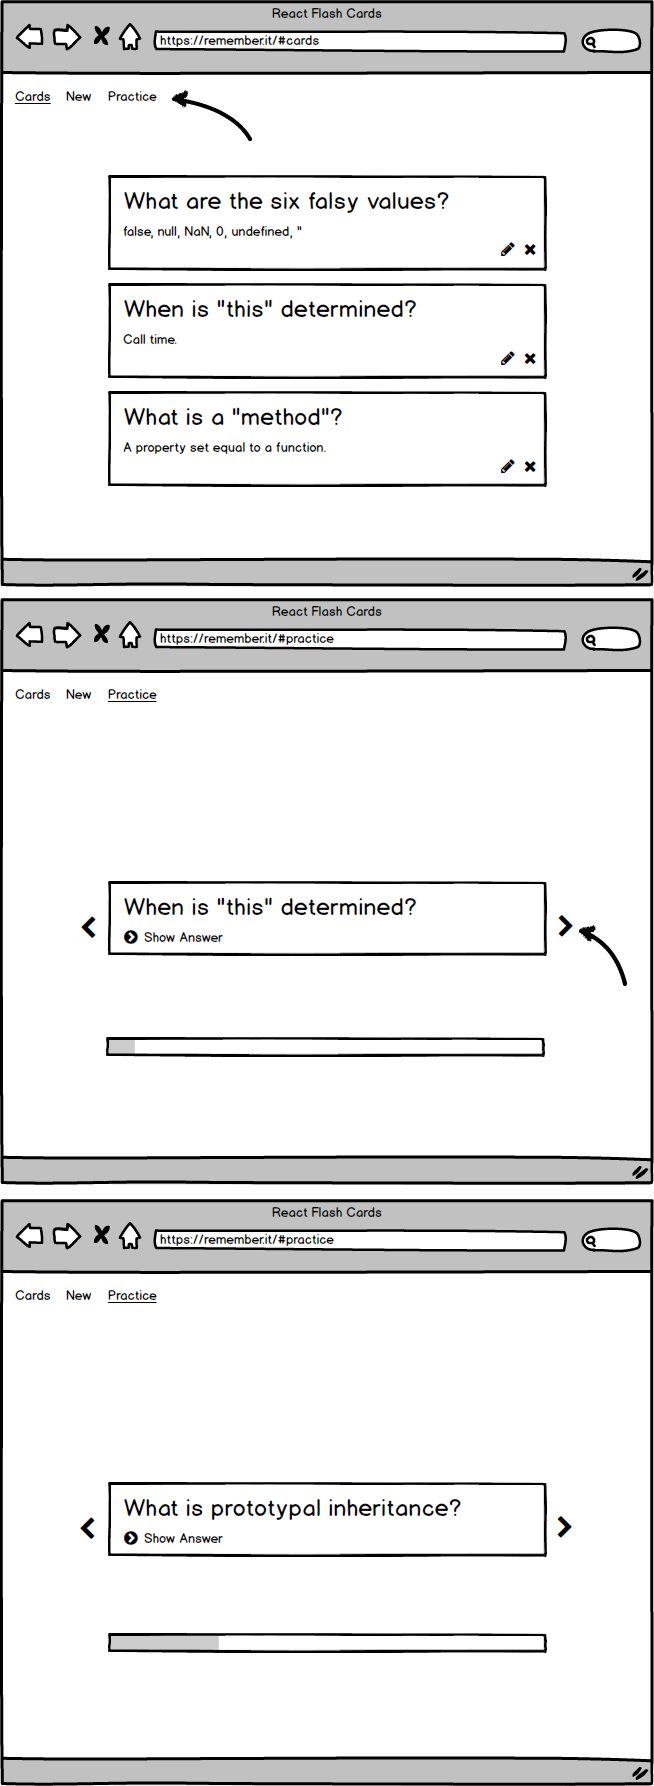 React Flash Cards
https://remember.it/#cards
Cards New Practice
What are the six falsy values?
false, null, NaN, 0, undefined, "
When is "this" determined?
Call time.
What is a "method"?
A property set equal to a function.
React Flash Cards
https://remember.it/#practice
Cards New Practice
When is "this" determined?
Show Answer
React Flash Cards
https://remember.it/#practice
Cards New Practice
What is prototypal inheritance?
Show Answer